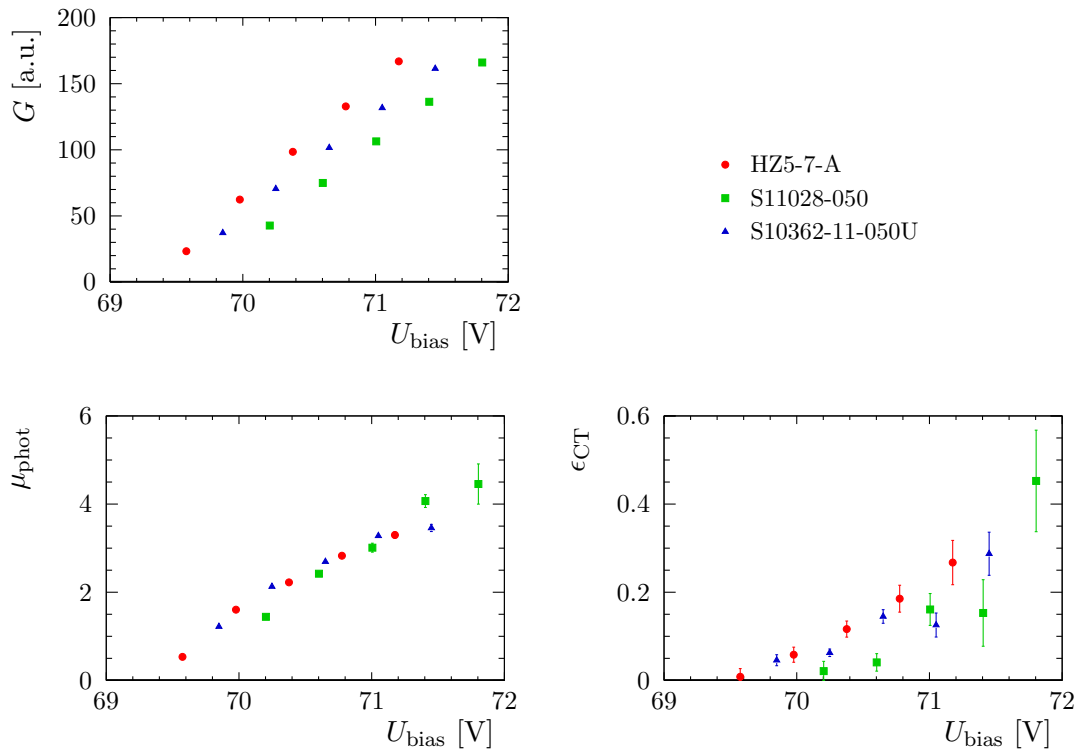 200
150
100
50
0
G [a.u.]
69 70 71 72
U_bias [V]
HZ5-7-A
S11028-050
S10362-11-050U
6
4
2
0
μ_phot
69 70 71 72
U_bias [V]
0.6
0.4
0.2
0
ϵ_CT
69 70 71 72
U_bias [V]